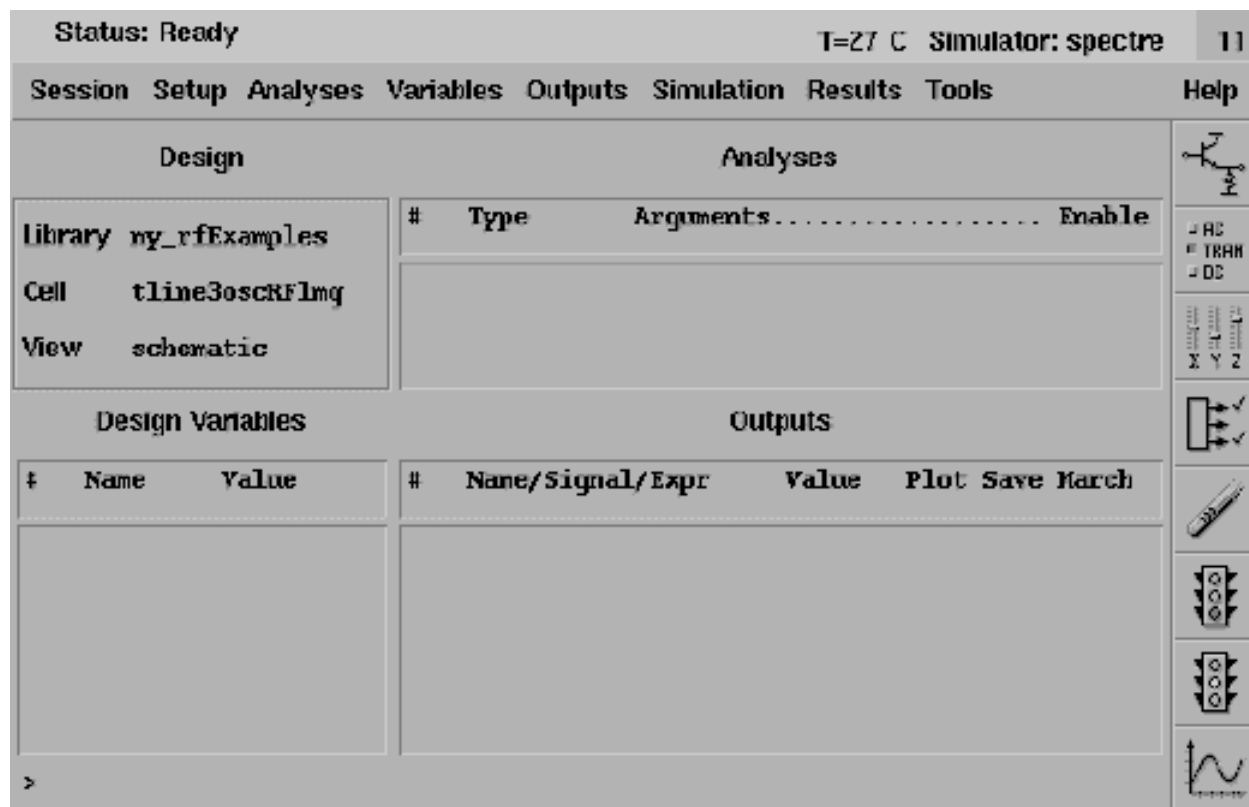 Status: Ready T=27 C Simulator: spectre 11
Session Setup Analyses Variables Outputs Simulation Results Tools Help
Design
Analyses
Library my_rfExamples
Cell tline3oscRFlmg
View schematic
# Type Arguments................... Enable
AC
TRAN
DC
X Y Z
Design Variables
Outputs
# Name Value
# Name/Signal/Expr Value Plot Save March
>